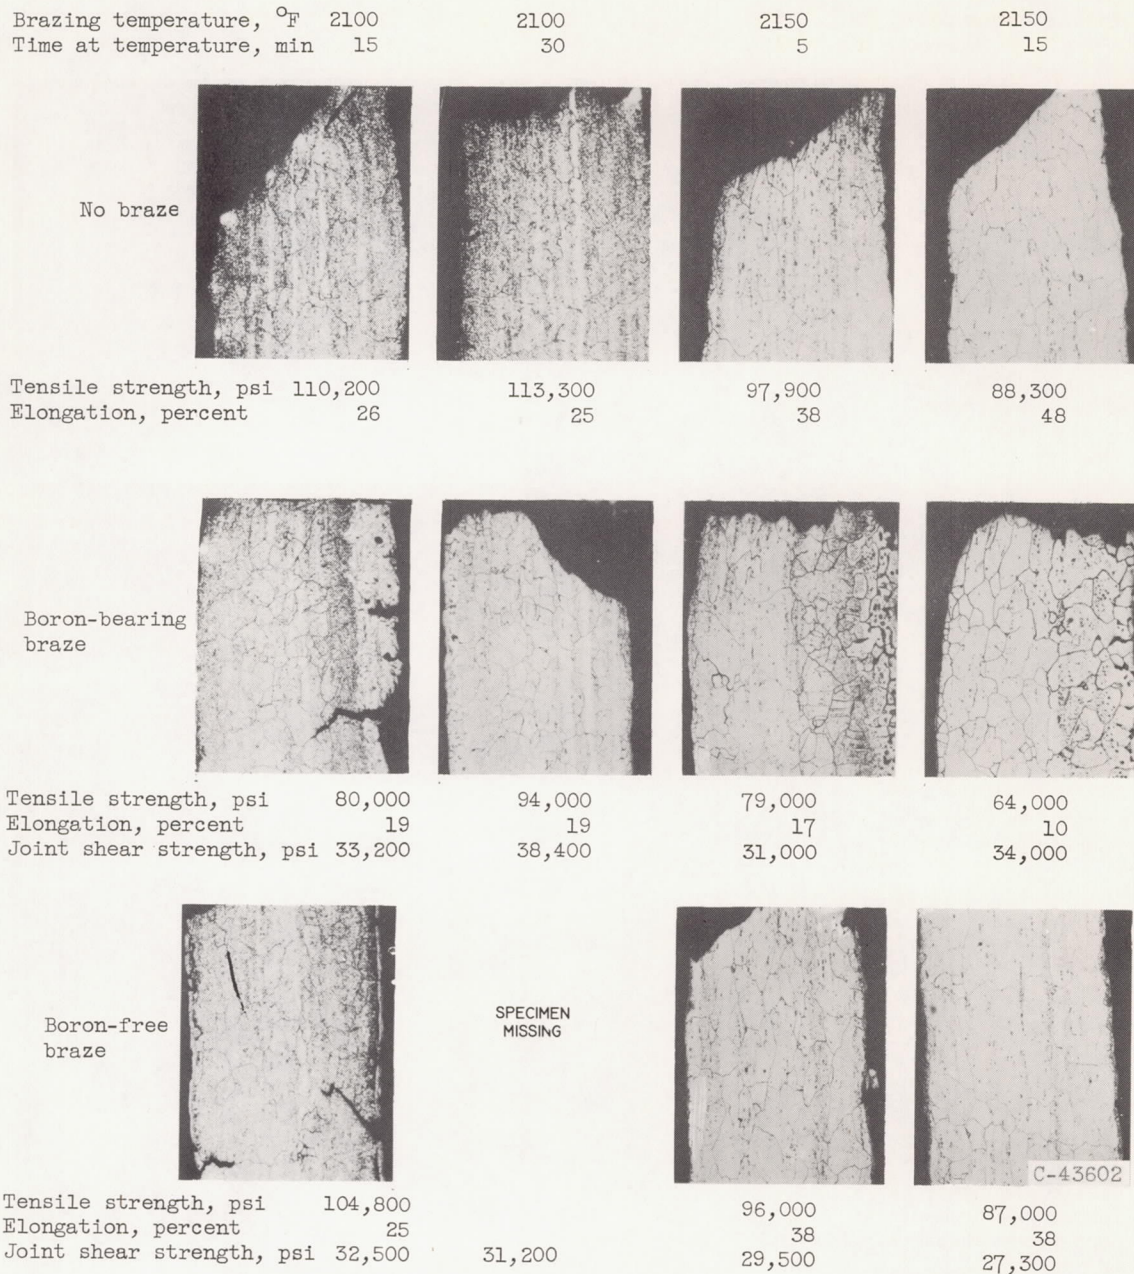 Brazing temperature, °F 2100 2100 2150 2150
Time at temperature, min 15 30 5 15
No braze
Tensile strength, psi 110,200 113,300 97,900 88,300
Elongation, percent 26 25 38 48
Boron-bearing
braze
Tensile strength, psi 80,000 94,000 79,000 64,000
Elongation, percent 19 19 17 10
Joint shear strength, psi 33,200 38,400 31,000 34,000
Boron-free
braze
SPECIMEN
MISSING
C-43602
Tensile strength, psi 104,800 96,000 87,000
Elongation, percent 25 38 38
Joint shear strength, psi 32,500 31,200 29,500 27,300